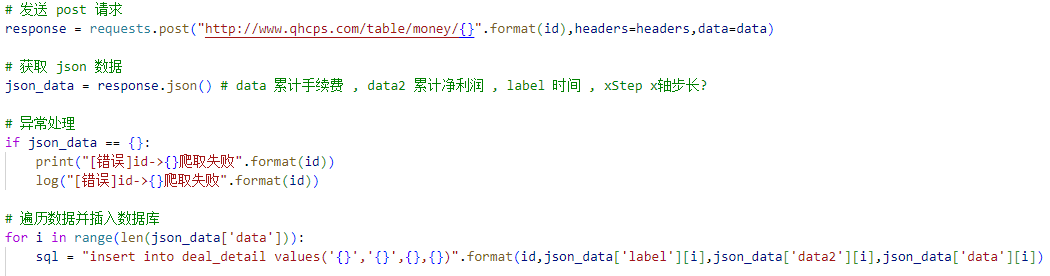 # 发送 post 请求
response = requests.post("http://www.qhcps.com/table/money/{}".format(id),headers=headers,data=data)
# 获取 json 数据
json_data = response.json() # data 累计手续费 , data2 累计净利润 , label 时间 , xStep x轴步长?
# 异常处理
if json_data == {}:
    print("[错误]id->{}爬取失败".format(id))
    log("[错误]id->{}爬取失败".format(id))
# 遍历数据并插入数据库
for i in range(len(json_data['data'])):
    sql = "insert into deal_detail values('{}','{}',{},{})".format(id,json_data['label'][i],json_data['data2'][i],json_data['data'][i])